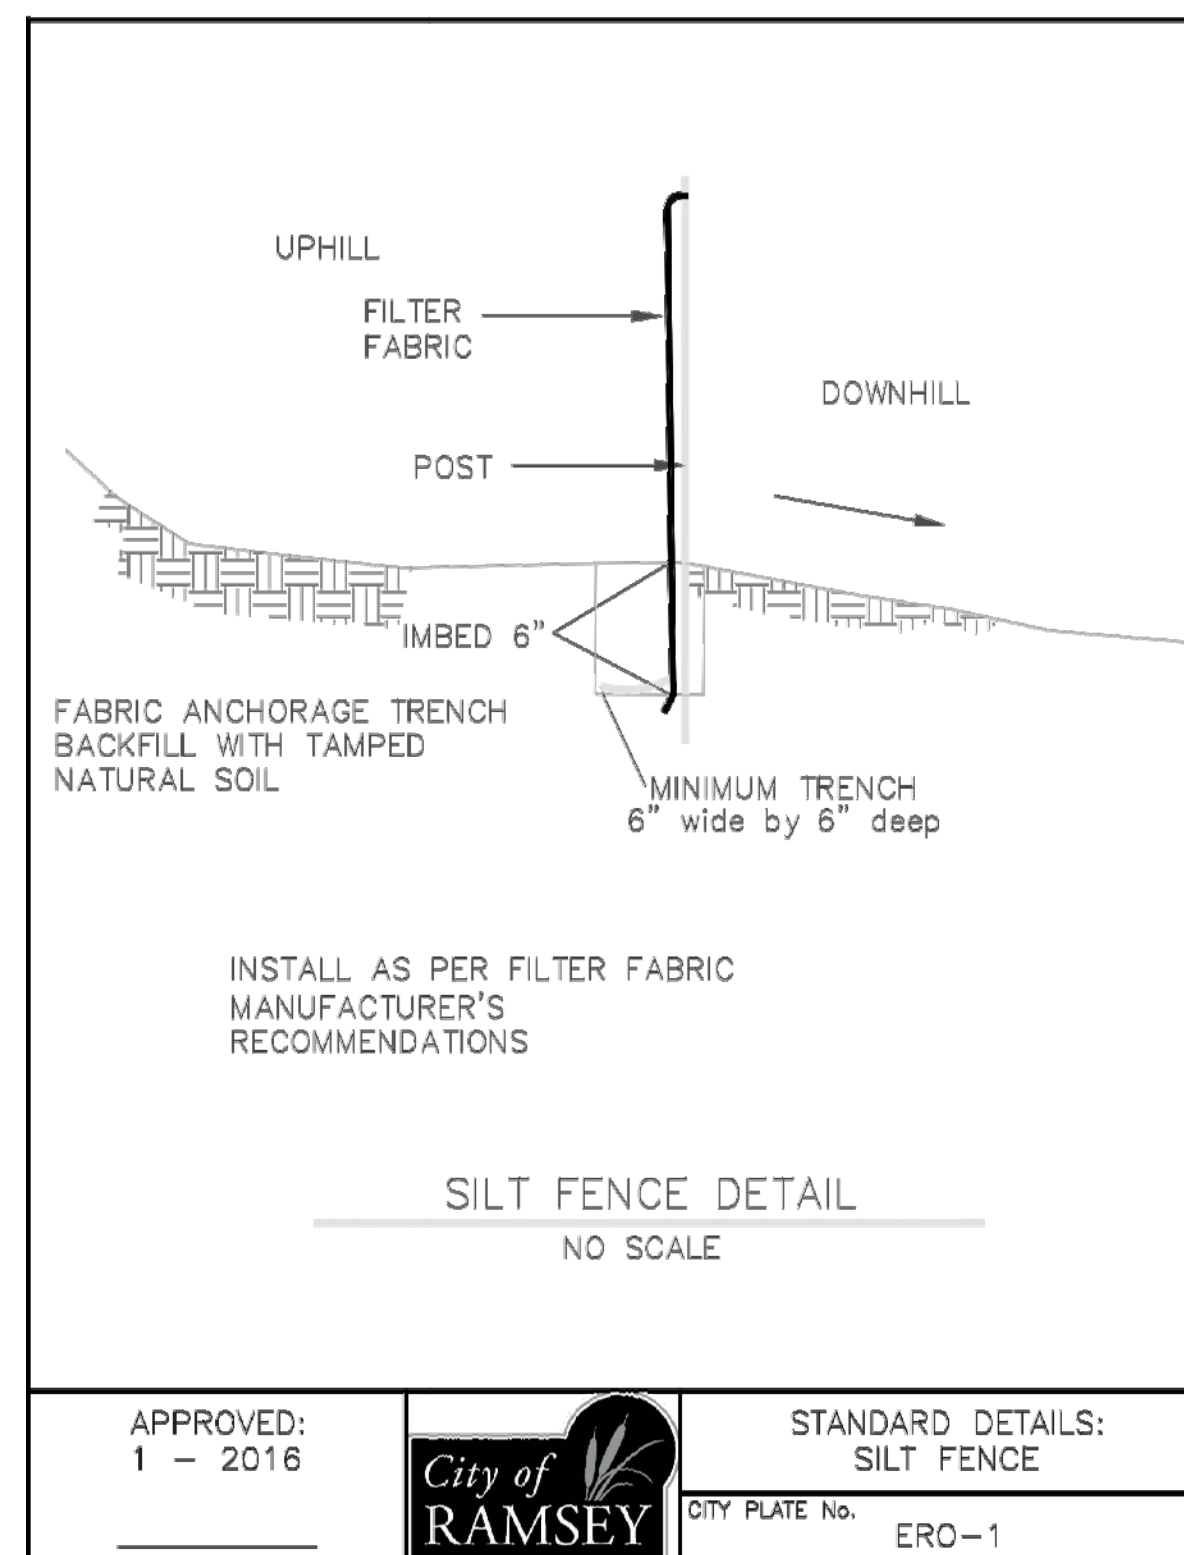 UPHILL
FILTER
FABRIC
DOWNHILL
POST
IMBED 6”
FABRIC ANCHORAGE TRENCH
BACKFILL WITH TAMPED
NATURAL SOIL
MINIMUM TRENCH
6” wide by 6” deep
INSTALL AS PER FILTER FABRIC
MANUFACTURER'S
RECOMMENDATIONS
SILT FENCE DETAIL
NO SCALE
APPROVED:
1 – 2016
City of
RAMSEY
STANDARD DETAILS:
SILT FENCE
CITY PLATE No.
ERO–1